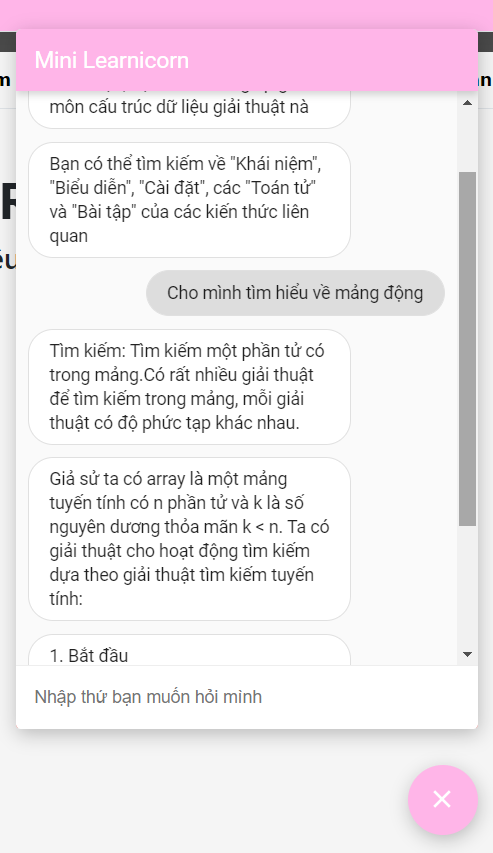 Mini Learnicorn
môn cấu trúc dữ liệu giải thuật nà
Bạn có thể tìm kiếm về "Khái niệm",
"Biểu diễn", "Cài đặt", các "Toán tử"
và "Bài tập" của các kiến thức liên
quan
Cho mình tìm hiểu về mảng động
Tìm kiếm: Tìm kiếm một phần tử có
trong mảng.Có rất nhiều giải thuật
để tìm kiếm trong mảng, mỗi giải
thuật có độ phức tạp khác nhau.
Giả sử ta có array là một mảng
tuyến tính có n phần tử và k là số
nguyên dương thỏa mãn k < n. Ta có
giải thuật cho hoạt động tìm kiếm
dựa theo giải thuật tìm kiếm tuyến
tính:
1. Bắt đầu
Nhập thứ bạn muốn hỏi mình